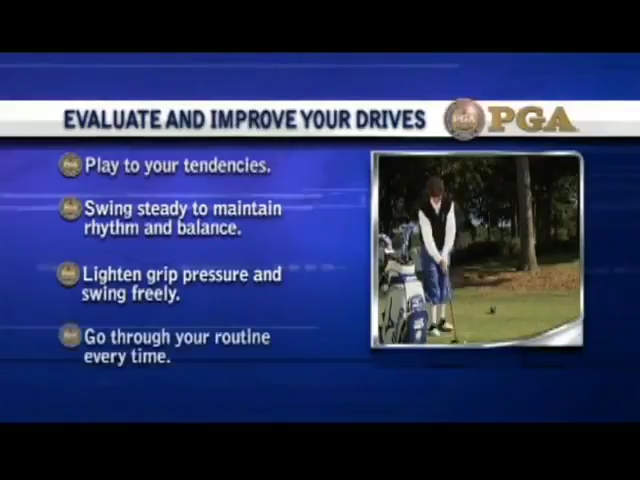 EVALUATE AND IMPROVE YOUR DRIVES
PGA
Play to your tendencies.
Swing steady to maintain
rhythm and balance.
Lighten grip pressure and
swing freely.
Go through your routine
every time.